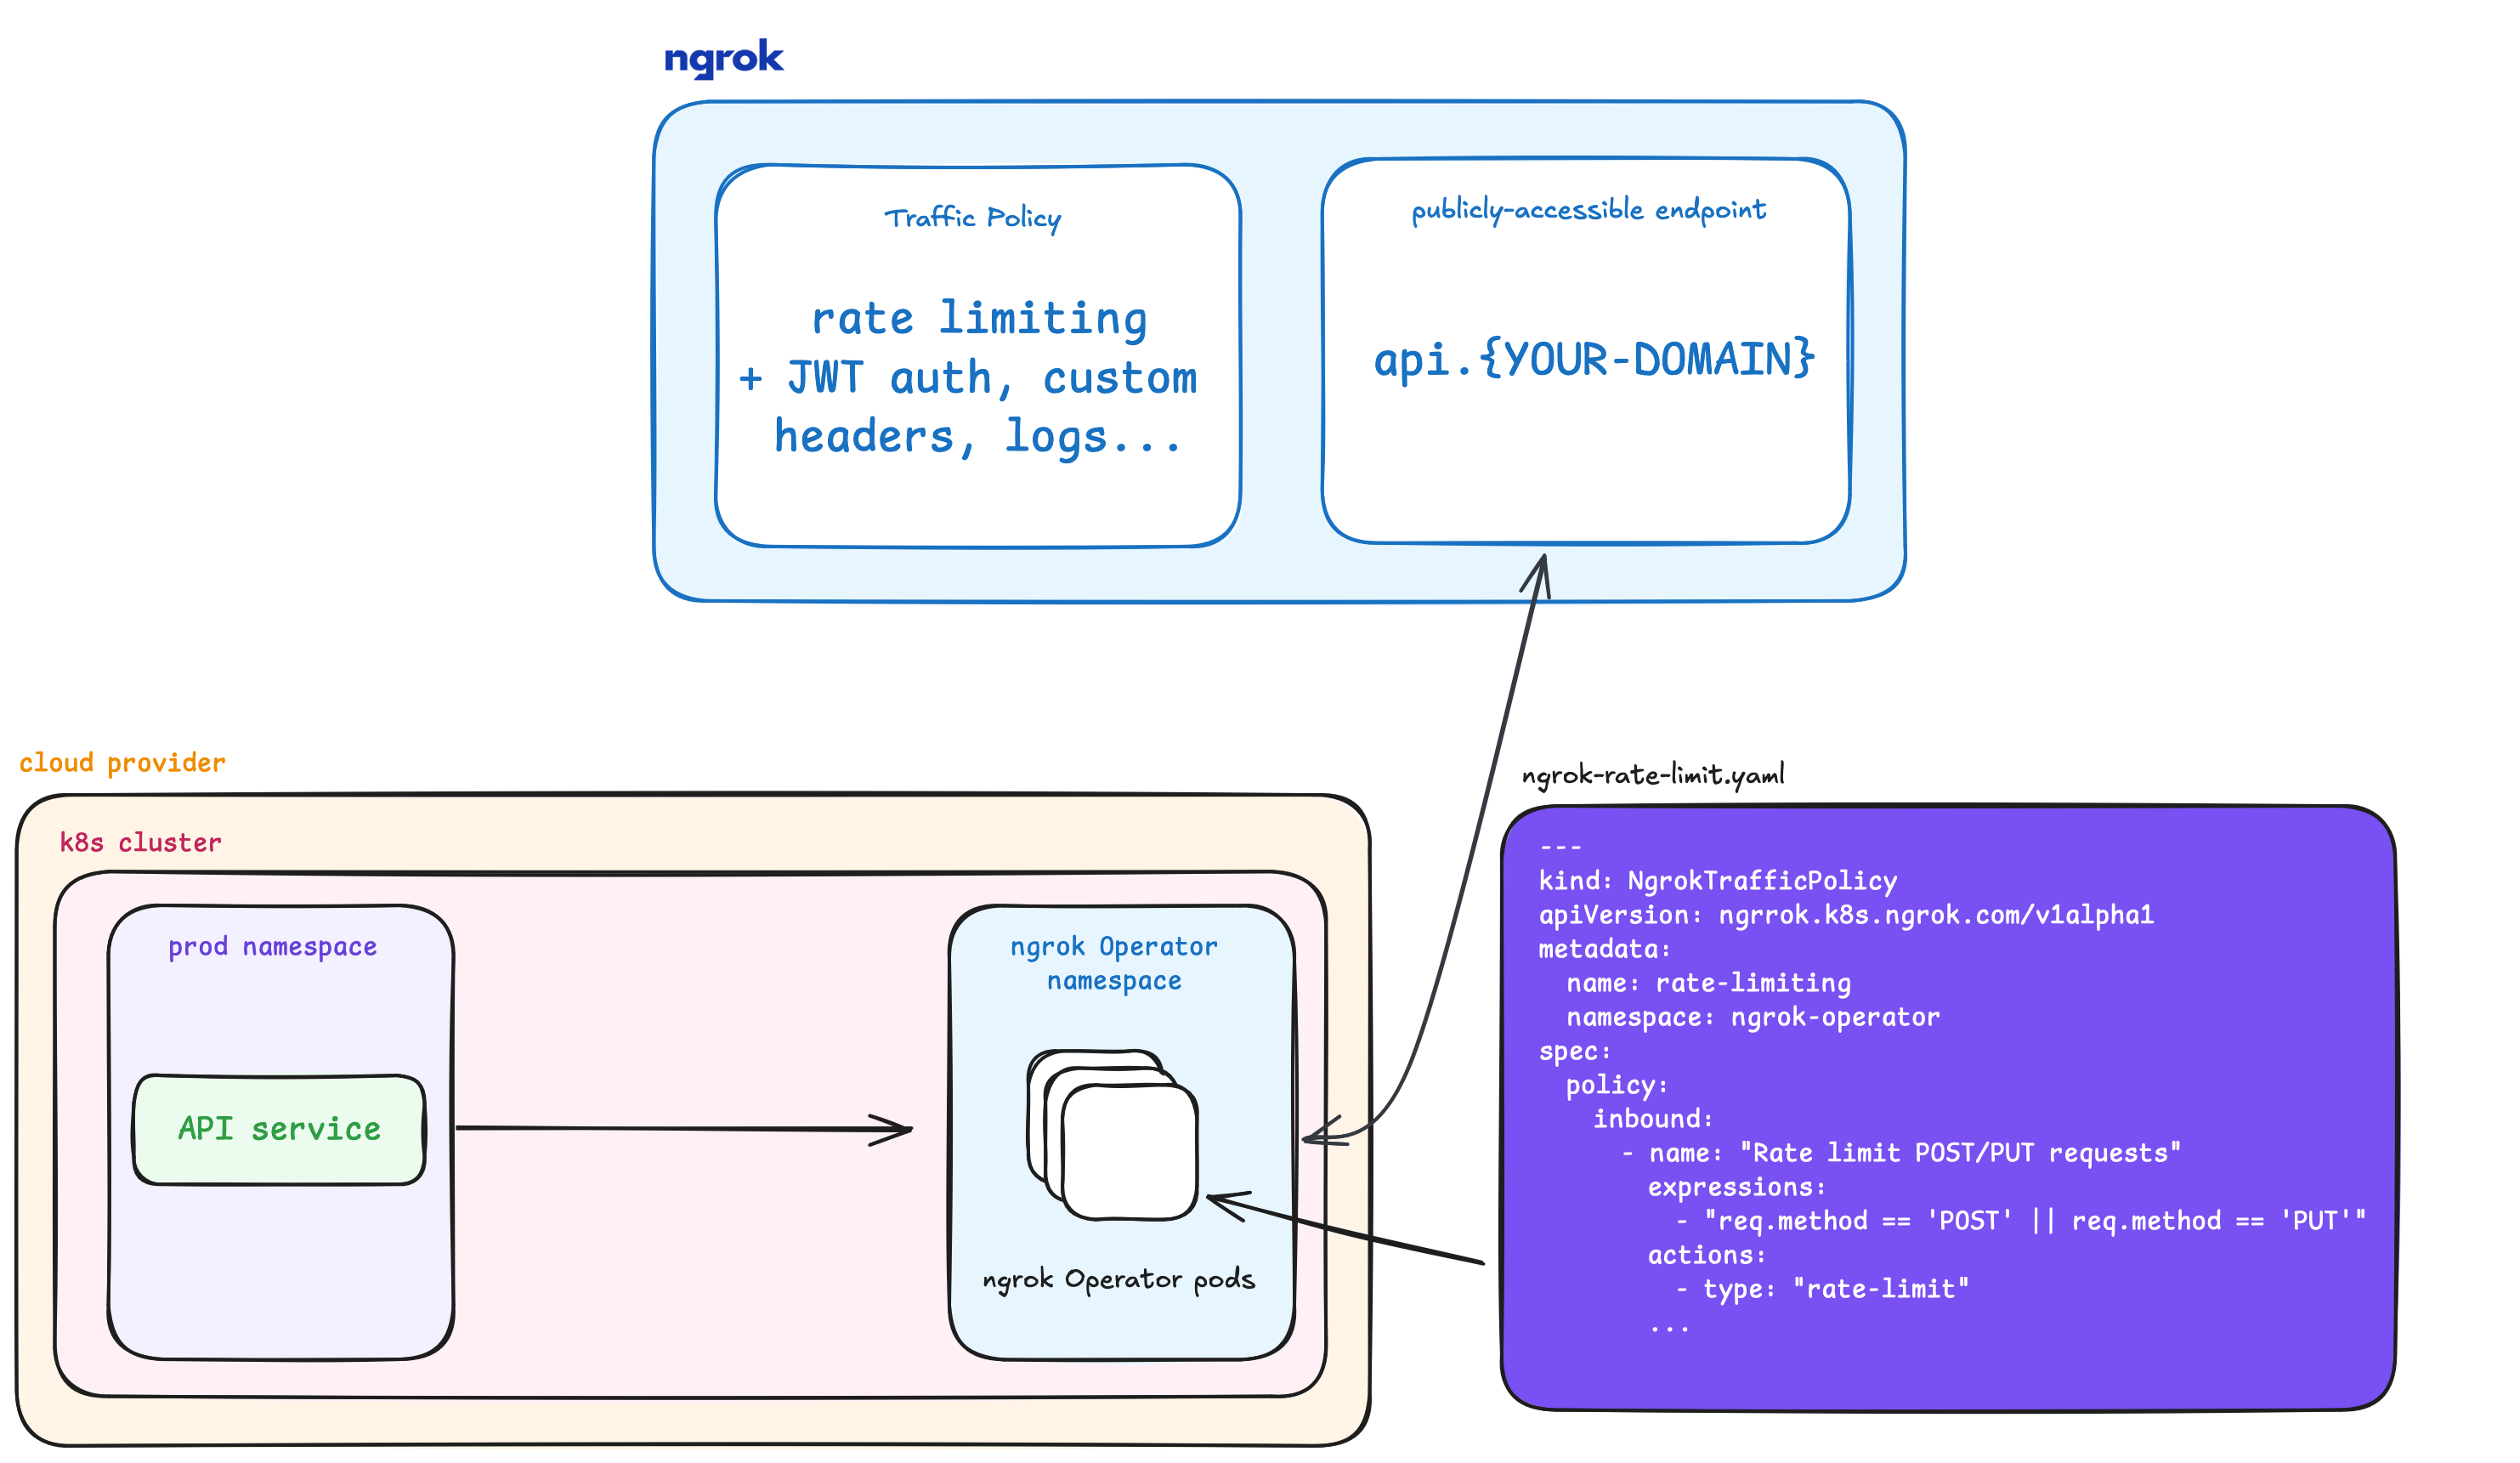 ngrok
Traffic Policy
rate limiting
+ JWT auth, custom
headers, logs...
publicly-accessible endpoint
api.{YOUR-DOMAIN}
cloud provider
k8s cluster
prod namespace
API service
ngrok Operator
namespace
ngrok Operator pods
ngrok-rate-limit.yaml
---
kind: NgrokTrafficPolicy
apiVersion: ngrrok.k8s.ngrok.com/v1alpha1
metadata:
  name: rate-limiting
  namespace: ngrok-operator
spec:
  policy:
    inbound:
      - name: "Rate limit POST/PUT requests"
        expressions:
          - "req.method == 'POST' || req.method == 'PUT'"
        actions:
          - type: "rate-limit"
        ...